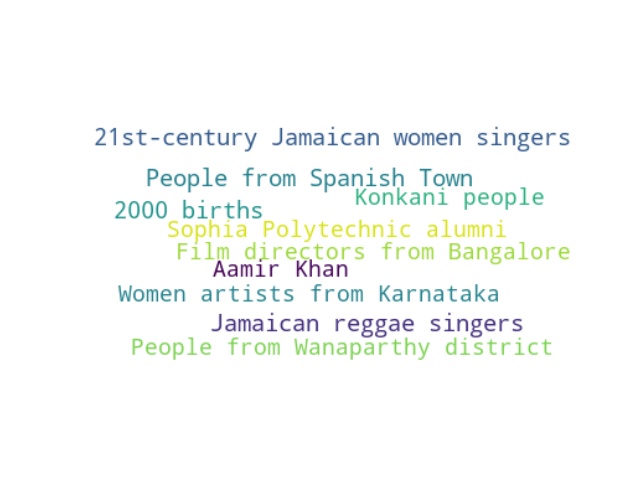 21st-century Jamaican women singers
People from Spanish Town
Konkani people
2000 births
Sophia Polytechnic alumni
Film directors from Bangalore
Aamir Khan
Women artists from Karnataka
Jamaican reggae singers
People from Wanaparthy district